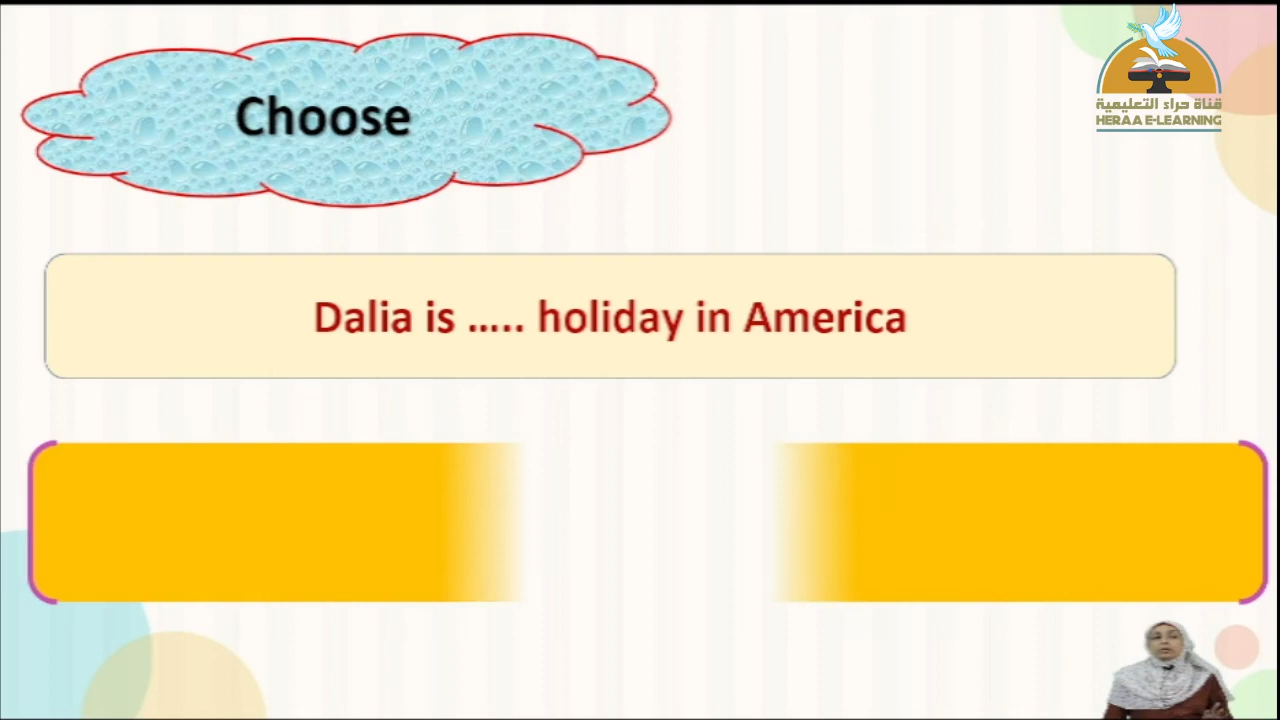 Choose
قناة حراء التعليمية
HERAA E-LEARNING
Dalia is ..... holiday in America